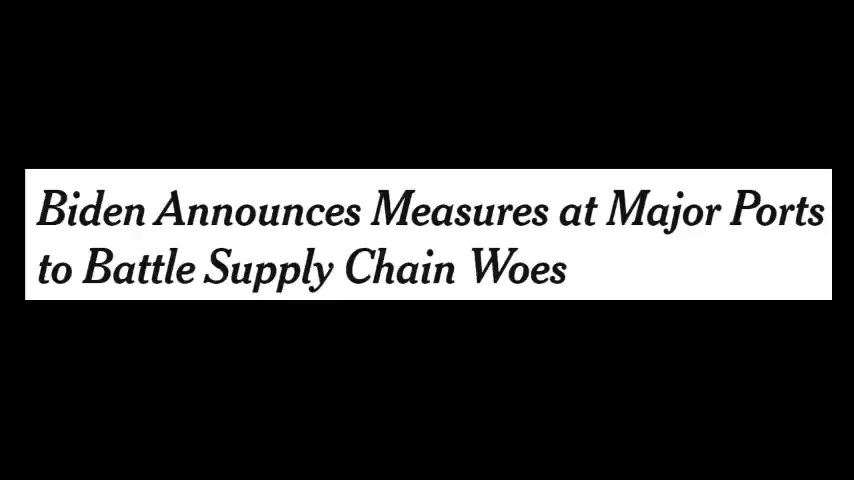 Biden Announces Measures at Major Ports
to Battle Supply Chain Woes